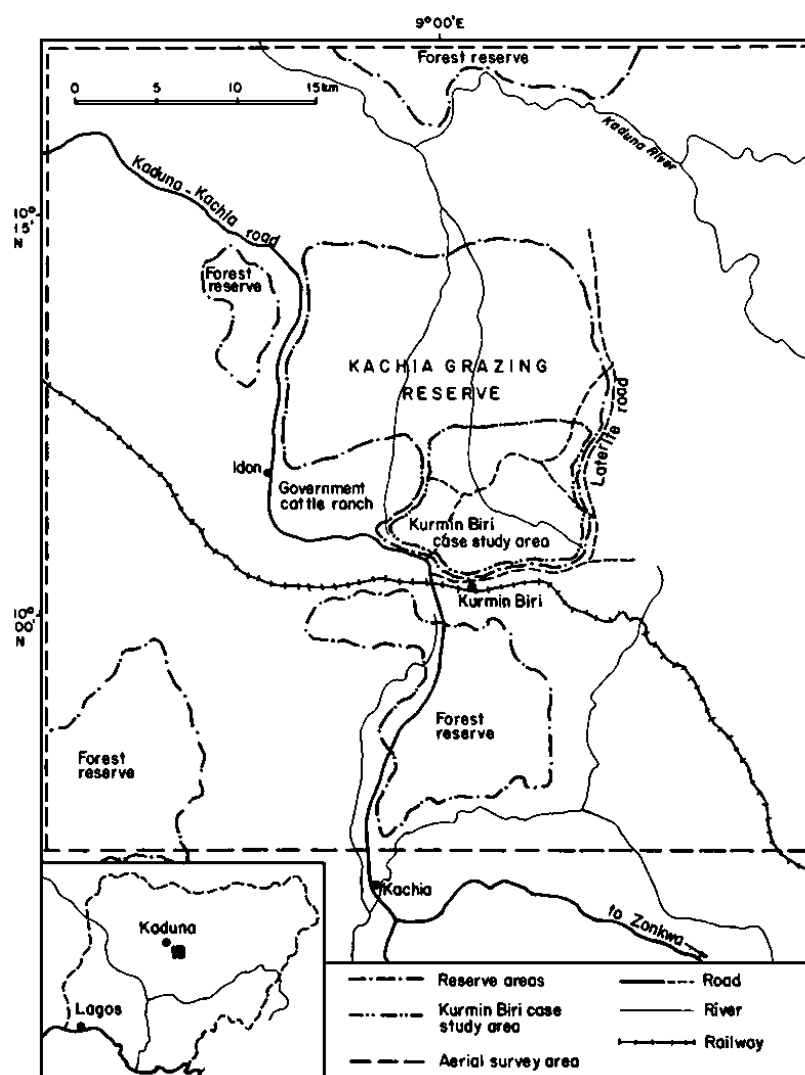 9° 00′ E
Forest reserve
0 5 10 15 km
Kaduna River
Kaduna - Kachia road
10° 15′ N
Forest reserve
KACHIA GRAZING
RESERVE
Laterite road
Idon
Government
cattle ranch
Kurmin Biri
case study area
Kurmin Biri
10° 00′ N
Forest
reserve
Forest
reserve
Kachia
to Zonkwa
Kaduna
Lagos
Reserve areas
Kurmin Biri case
study area
Aerial survey area
Road
River
Railway